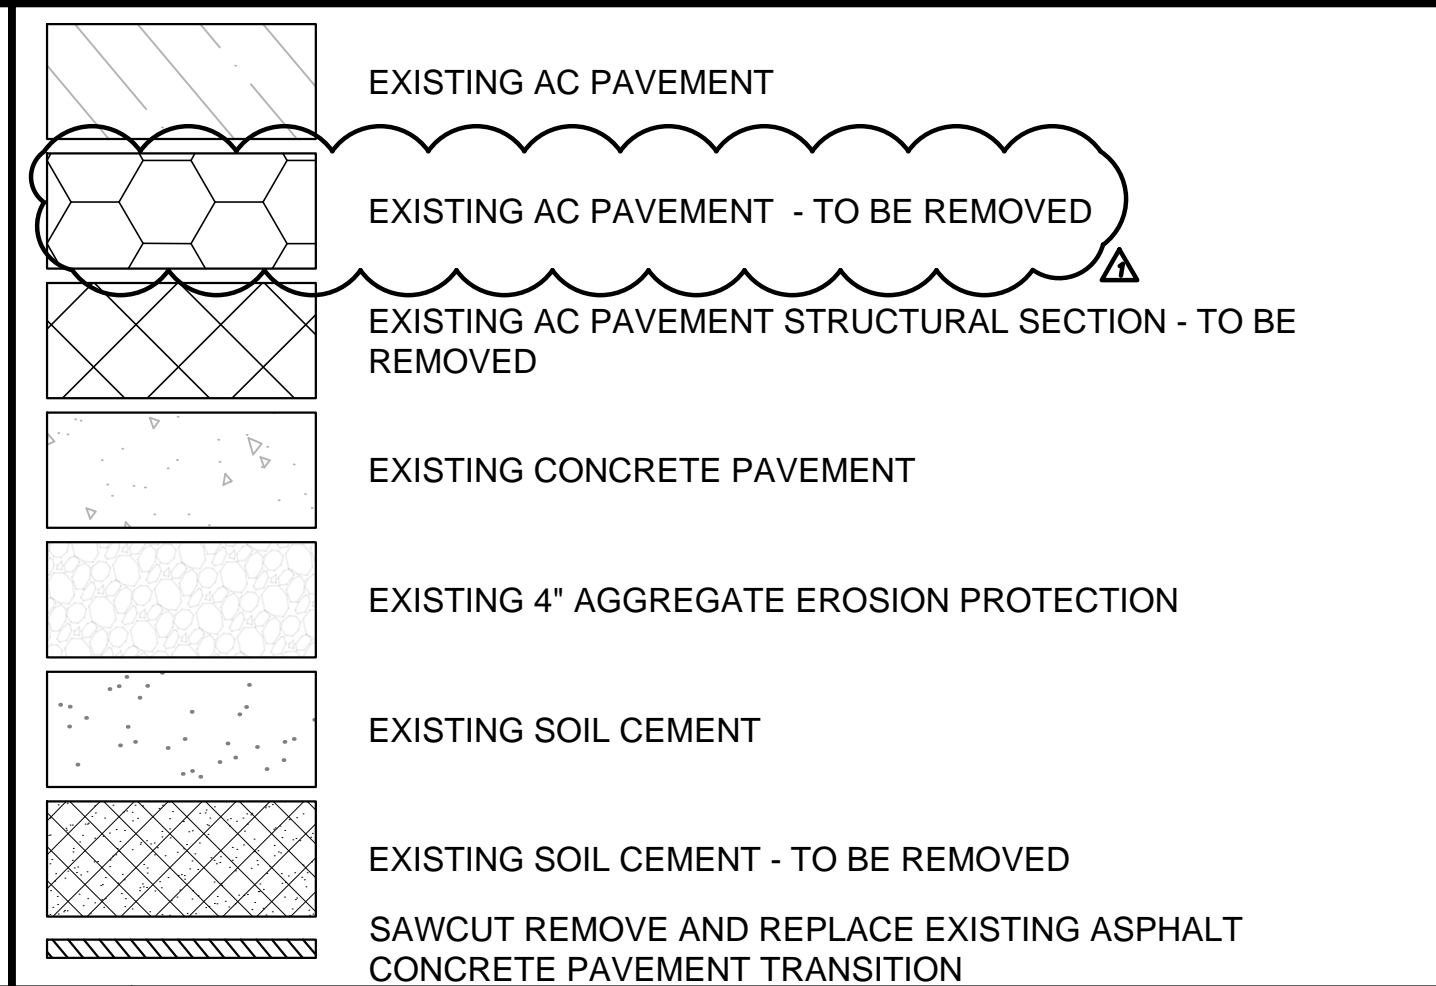 EXISTING AC PAVEMENT
EXISTING AC PAVEMENT - TO BE REMOVED
1
EXISTING AC PAVEMENT STRUCTURAL SECTION - TO BE
REMOVED
EXISTING CONCRETE PAVEMENT
EXISTING 4" AGGREGATE EROSION PROTECTION
EXISTING SOIL CEMENT
EXISTING SOIL CEMENT - TO BE REMOVED
SAWCUT REMOVE AND REPLACE EXISTING ASPHALT
CONCRETE PAVEMENT TRANSITION